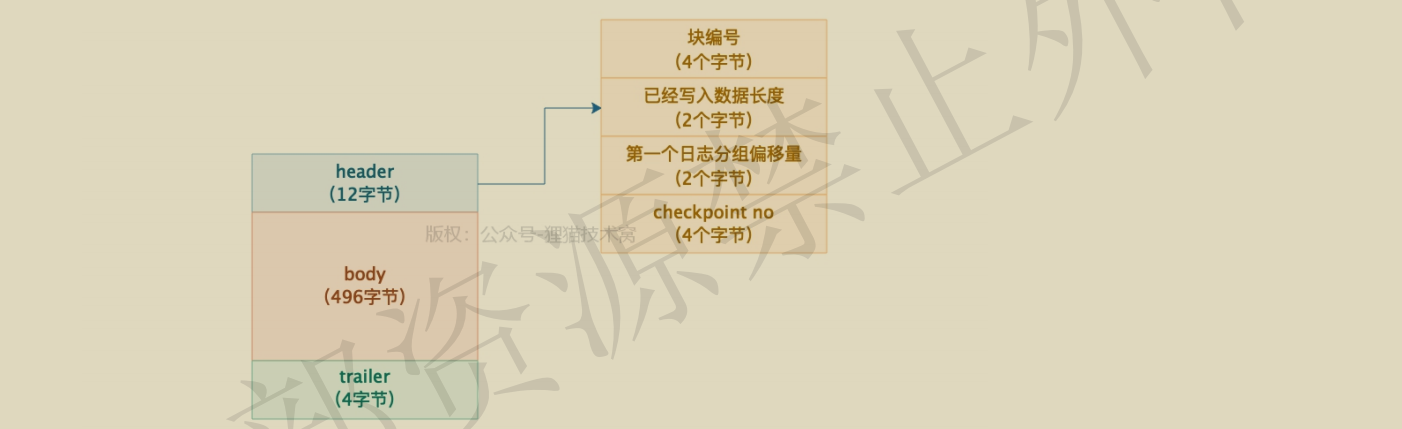 块编号
(4个字节)
已经写入数据长度
(2个字节)
第一个日志分组偏移量
(2个字节)
checkpoint no
(4个字节)
header
(12字节)
body
(496字节)
trailer
(4字节)
版权：公众号-狸猫技术窝
部资源禁止外传